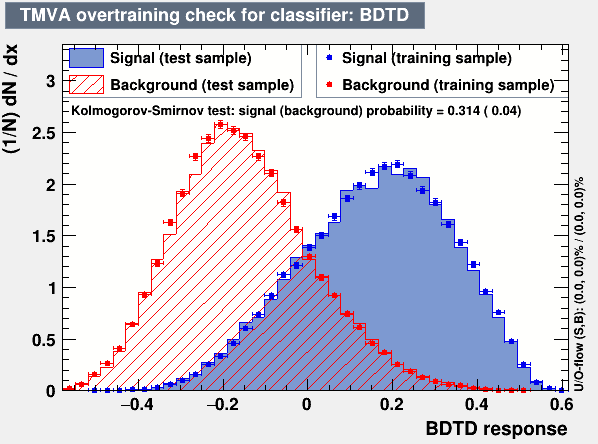 TMVA overtraining check for classifier: BDTD
(1/N) dN / dx
Signal (test sample)
Background (test sample)
Signal (training sample)
Background (training sample)
Kolmogorov-Smirnov test: signal (background) probability = 0.314 ( 0.04)
3
2.5
2
1.5
1
0.5
0
−0.4
−0.2
0
0.2
0.4
0.6
BDTD response
U/O-flow (S,B): (0.0, 0.0)% / (0.0, 0.0)%